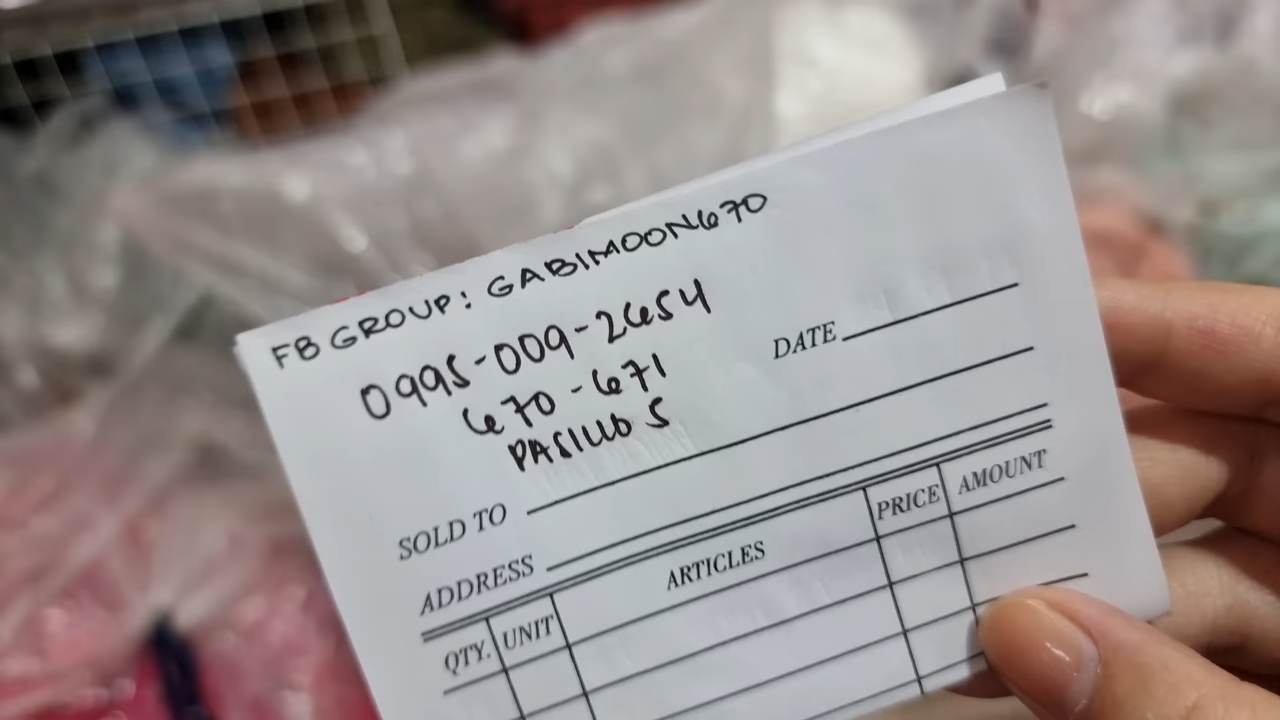 FB GROUP: GABIMOON670
0995-009-2654
670-671
PASILLO 5
DATE
SOLD TO
ADDRESS
QTY. UNIT ARTICLES PRICE AMOUNT